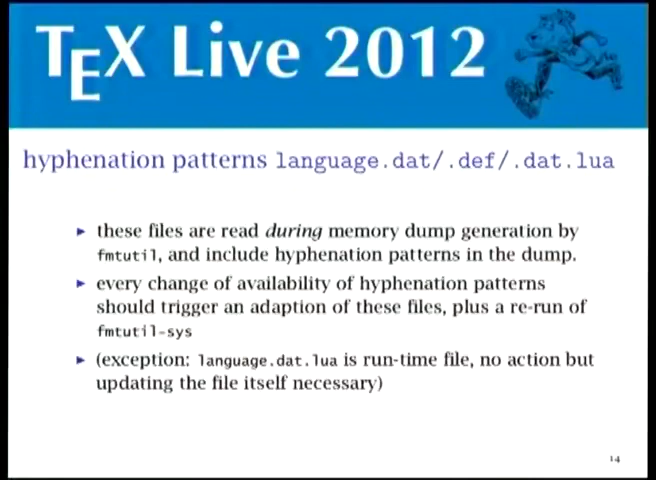 TEX Live 2012
hyphenation patterns language.dat/.def/.dat.lua
▸ these files are read during memory dump generation by
fmtutil, and include hyphenation patterns in the dump.
▸ every change of availability of hyphenation patterns
should trigger an adaption of these files, plus a re-run of
fmtutil-sys
▸ (exception: language.dat.lua is run-time file, no action but
updating the file itself necessary)
14